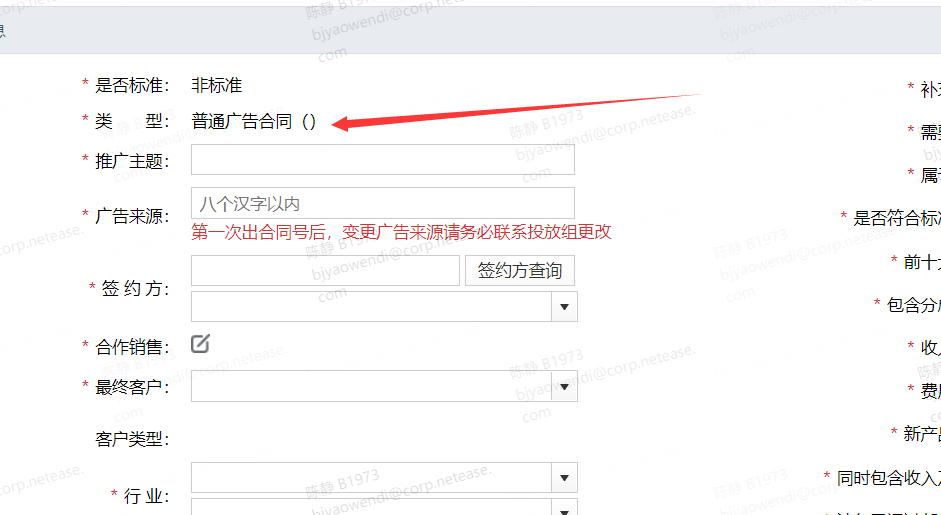 陈静 B1973
bjyaowendi@corp.netease.
com
* 是否标准: 非标准
* 类 型: 普通广告合同（）
* 推广主题:
* 广告来源: 八个汉字以内
第一次出合同号后，变更广告来源请务必联系投放组更改
* 签 约 方: 签约方查询
* 合作销售:
* 最终客户:
客户类型:
* 行 业:
* 补
* 需要
* 属
* 是否符合标
* 前十
* 包含分
* 收
* 费
* 新产
* 同时包含收入